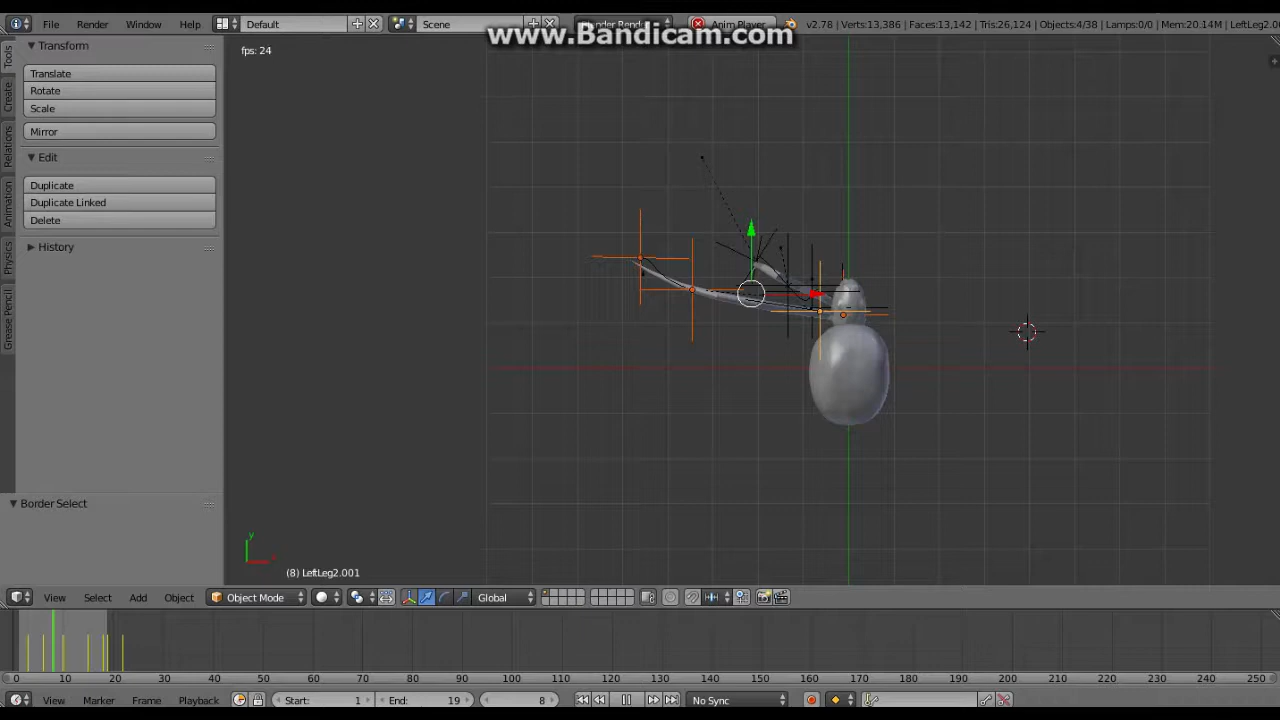 www.Bandicam.com
File Render Window Help Default Scene Blender Render Anim Player v2.78 | Verts:13,386 | Faces:13,142 | Tris:26,124 | Objects:4/38 | Lamps:0/0 | Mem:20.14M | LeftLeg2.0
fps: 24
Tools
Create
Relations
Animation
Physics
Grease Pencil
Transform
Translate
Rotate
Scale
Mirror
Edit
Duplicate
Duplicate Linked
Delete
History
Border Select
y
x
(8) LeftLeg2.001
View Select Add Object Object Mode Global
0 10 20 30 40 50 60 70 80 90 100 110 120 130 140 150 160 170 180 190 200 210 220 230 240 250
View Marker Frame Playback Start: 1 End: 19 8 No Sync